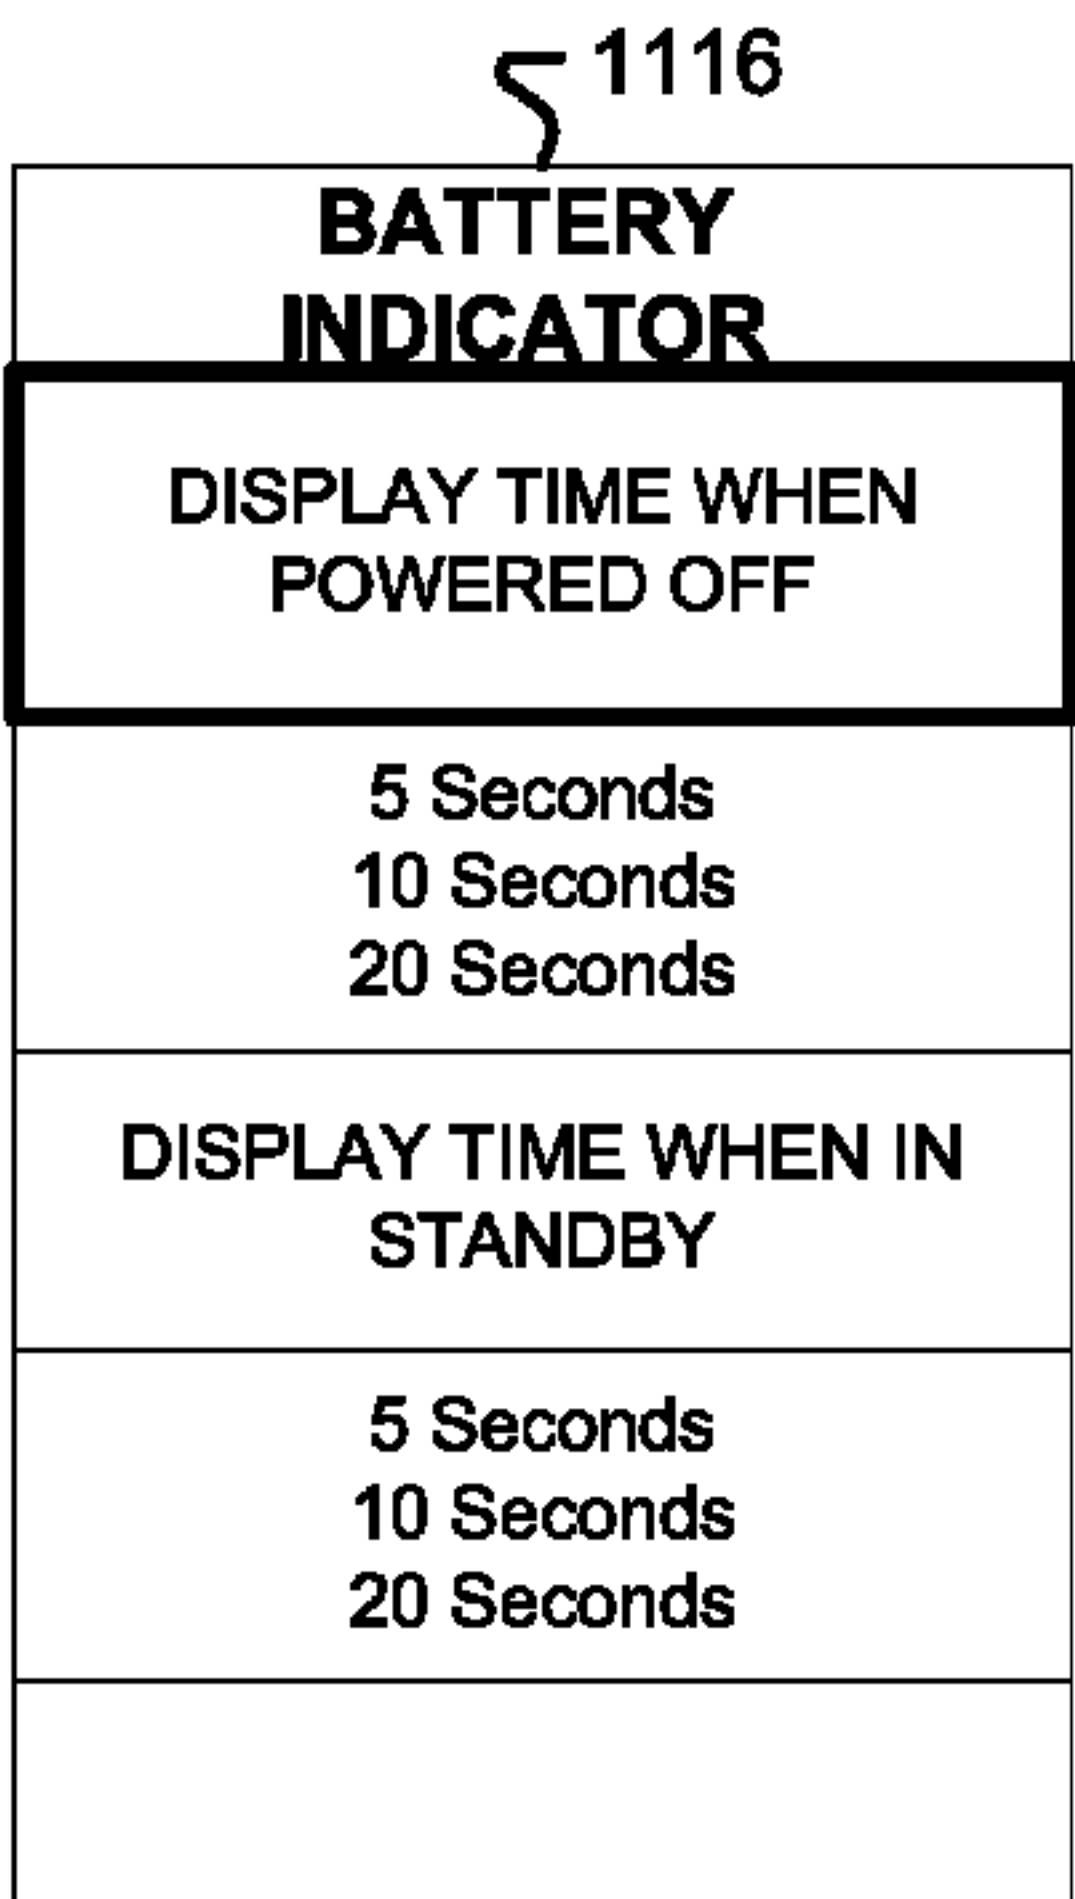 1116
BATTERY
INDICATOR
DISPLAY TIME WHEN
POWERED OFF
5 Seconds
10 Seconds
20 Seconds
DISPLAY TIME WHEN IN
STANDBY
5 Seconds
10 Seconds
20 Seconds